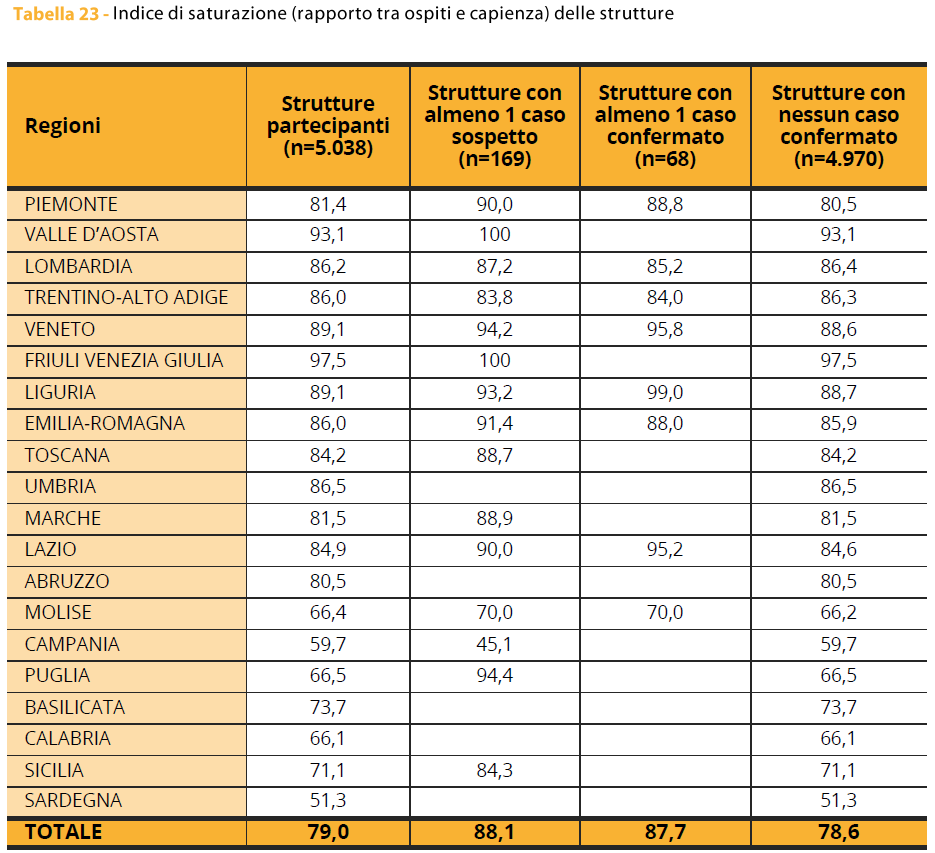 Tabella 23 - Indice di saturazione (rapporto tra ospiti e capienza) delle strutture
Regioni
Strutture
partecipanti
(n=5.038)
Strutture con
almeno 1 caso
sospetto
(n=169)
Strutture con
almeno 1 caso
confermato
(n=68)
Strutture con
nessun caso
confermato
(n=4.970)
PIEMONTE 81,4 90,0 88,8 80,5
VALLE D’AOSTA 93,1 100 93,1
LOMBARDIA 86,2 87,2 85,2 86,4
TRENTINO-ALTO ADIGE 86,0 83,8 84,0 86,3
VENETO 89,1 94,2 95,8 88,6
FRIULI VENEZIA GIULIA 97,5 100 97,5
LIGURIA 89,1 93,2 99,0 88,7
EMILIA-ROMAGNA 86,0 91,4 88,0 85,9
TOSCANA 84,2 88,7 84,2
UMBRIA 86,5 86,5
MARCHE 81,5 88,9 81,5
LAZIO 84,9 90,0 95,2 84,6
ABRUZZO 80,5 80,5
MOLISE 66,4 70,0 70,0 66,2
CAMPANIA 59,7 45,1 59,7
PUGLIA 66,5 94,4 66,5
BASILICATA 73,7 73,7
CALABRIA 66,1 66,1
SICILIA 71,1 84,3 71,1
SARDEGNA 51,3 51,3
TOTALE 79,0 88,1 87,7 78,6